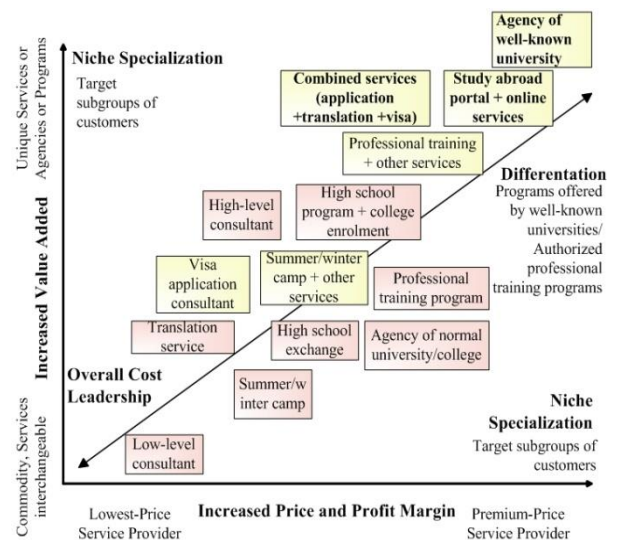 Agency of
well-known
university
Unique Services or
Agencies or Programs
Niche Specialization
Target
subgroups of
customers
Combined services
(application
+translation +visa)
Study abroad
portal + online
services
Professional training
+ other services
Differentation
Programs offered
by well-known
universities/
Authorized
professional
training programs
High-level
consultant
High school
program + college
enrolment
Increased Value Added
Visa
application
consultant
Summer/winter
camp + other
services
Professional
training program
Translation
service
High school
exchange
Agency of normal
university/college
Overall Cost
Leadership
Summer/w
inter camp
Niche
Specialization
Target subgroups of
customers
Commodity, Services
interchangeable
Low-level
consultant
Lowest-Price
Service Provider
Increased Price and Profit Margin
Premium-Price
Service Provider